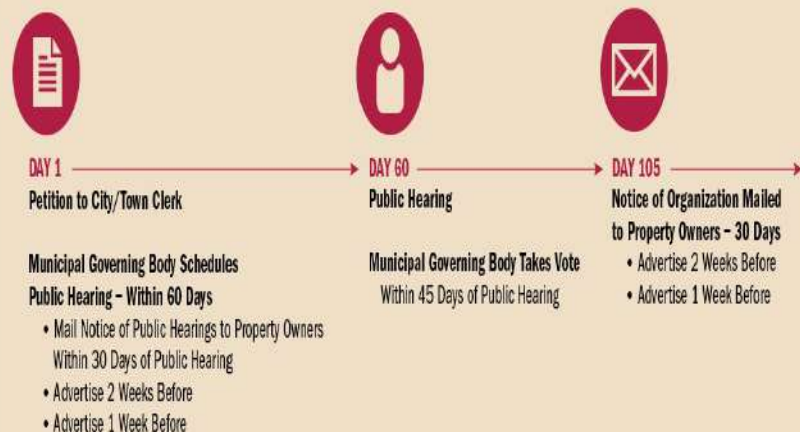 DAY 1
Petition to City/Town Clerk
Municipal Governing Body Schedules
Public Hearing – Within 60 Days
• Mail Notice of Public Hearings to Property Owners
Within 30 Days of Public Hearing
• Advertise 2 Weeks Before
• Advertise 1 Week Before
DAY 60
Public Hearing
Municipal Governing Body Takes Vote
Within 45 Days of Public Hearing
DAY 105
Notice of Organization Mailed
to Property Owners – 30 Days
• Advertise 2 Weeks Before
• Advertise 1 Week Before